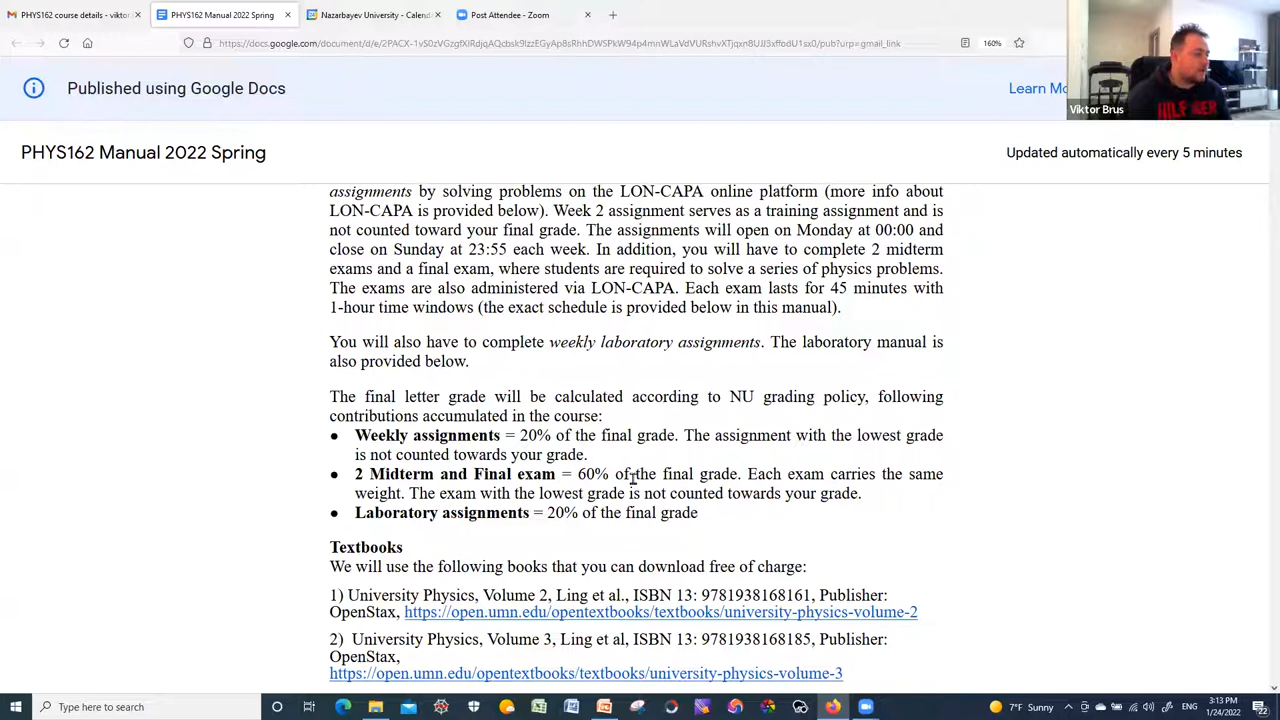 PHYS162 course details - viktor.
PHYS162 Manual 2022 Spring
Nazarbayev University - Calend
Post Attendee - Zoom
160%
Published using Google Docs
Learn Mo
Viktor Brus
HILFIGER
PHYS162 Manual 2022 Spring
Updated automatically every 5 minutes
assignments by solving problems on the LON-CAPA online platform (more info about
LON-CAPA is provided below). Week 2 assignment serves as a training assignment and is
not counted toward your final grade. The assignments will open on Monday at 00:00 and
close on Sunday at 23:55 each week. In addition, you will have to complete 2 midterm
exams and a final exam, where students are required to solve a series of physics problems.
The exams are also administered via LON-CAPA. Each exam lasts for 45 minutes with
1-hour time windows (the exact schedule is provided below in this manual).
You will also have to complete weekly laboratory assignments. The laboratory manual is
also provided below.
The final letter grade will be calculated according to NU grading policy, following
contributions accumulated in the course:
● Weekly assignments = 20% of the final grade. The assignment with the lowest grade
is not counted towards your grade.
● 2 Midterm and Final exam = 60% of the final grade. Each exam carries the same
weight. The exam with the lowest grade is not counted towards your grade.
● Laboratory assignments = 20% of the final grade
Textbooks
We will use the following books that you can download free of charge:
1) University Physics, Volume 2, Ling et al., ISBN 13: 9781938168161, Publisher:
OpenStax, https://open.umn.edu/opentextbooks/textbooks/university-physics-volume-2
2) University Physics, Volume 3, Ling et al, ISBN 13: 9781938168185, Publisher:
OpenStax,
https://open.umn.edu/opentextbooks/textbooks/university-physics-volume-3
Type here to search
7°F Sunny
ENG
3:13 PM
1/24/2022
22